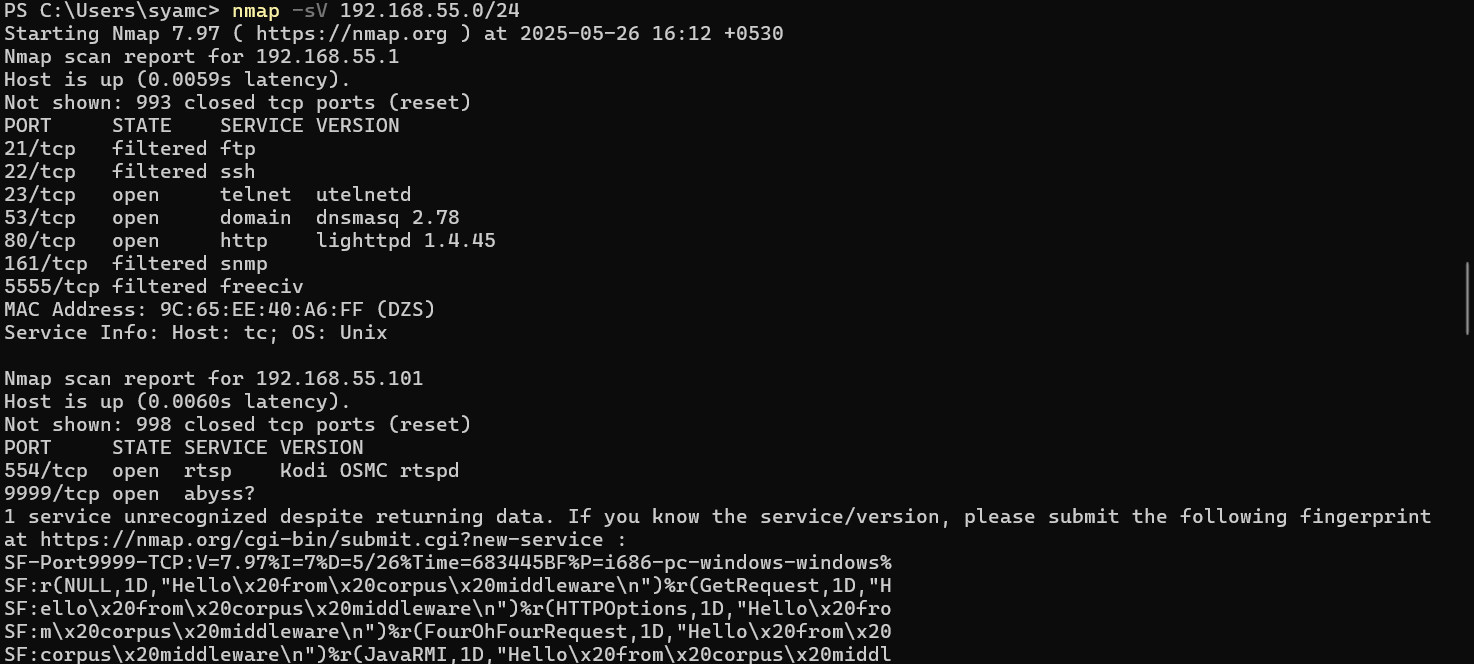 PS C:\Users\syamc> nmap -sV 192.168.55.0/24
Starting Nmap 7.97 ( https://nmap.org ) at 2025-05-26 16:12 +0530
Nmap scan report for 192.168.55.1
Host is up (0.0059s latency).
Not shown: 993 closed tcp ports (reset)
PORT     STATE    SERVICE VERSION
21/tcp   filtered ftp
22/tcp   filtered ssh
23/tcp   open     telnet  utelnetd
53/tcp   open     domain  dnsmasq 2.78
80/tcp   open     http    lighttpd 1.4.45
161/tcp  filtered snmp
5555/tcp filtered freeciv
MAC Address: 9C:65:EE:40:A6:FF (DZS)
Service Info: Host: tc; OS: Unix

Nmap scan report for 192.168.55.101
Host is up (0.0060s latency).
Not shown: 998 closed tcp ports (reset)
PORT     STATE SERVICE VERSION
554/tcp  open  rtsp    Kodi OSMC rtspd
9999/tcp open  abyss?
1 service unrecognized despite returning data. If you know the service/version, please submit the following fingerprint
at https://nmap.org/cgi-bin/submit.cgi?new-service :
SF-Port9999-TCP:V=7.97%I=7%D=5/26%Time=683445BF%P=i686-pc-windows-windows%
SF:r(NULL,1D,"Hello\x20from\x20corpus\x20middleware\n")%r(GetRequest,1D,"H
SF:ello\x20from\x20corpus\x20middleware\n")%r(HTTPOptions,1D,"Hello\x20fro
SF:m\x20corpus\x20middleware\n")%r(FourOhFourRequest,1D,"Hello\x20from\x20
SF:corpus\x20middleware\n")%r(JavaRMI,1D,"Hello\x20from\x20corpus\x20middl